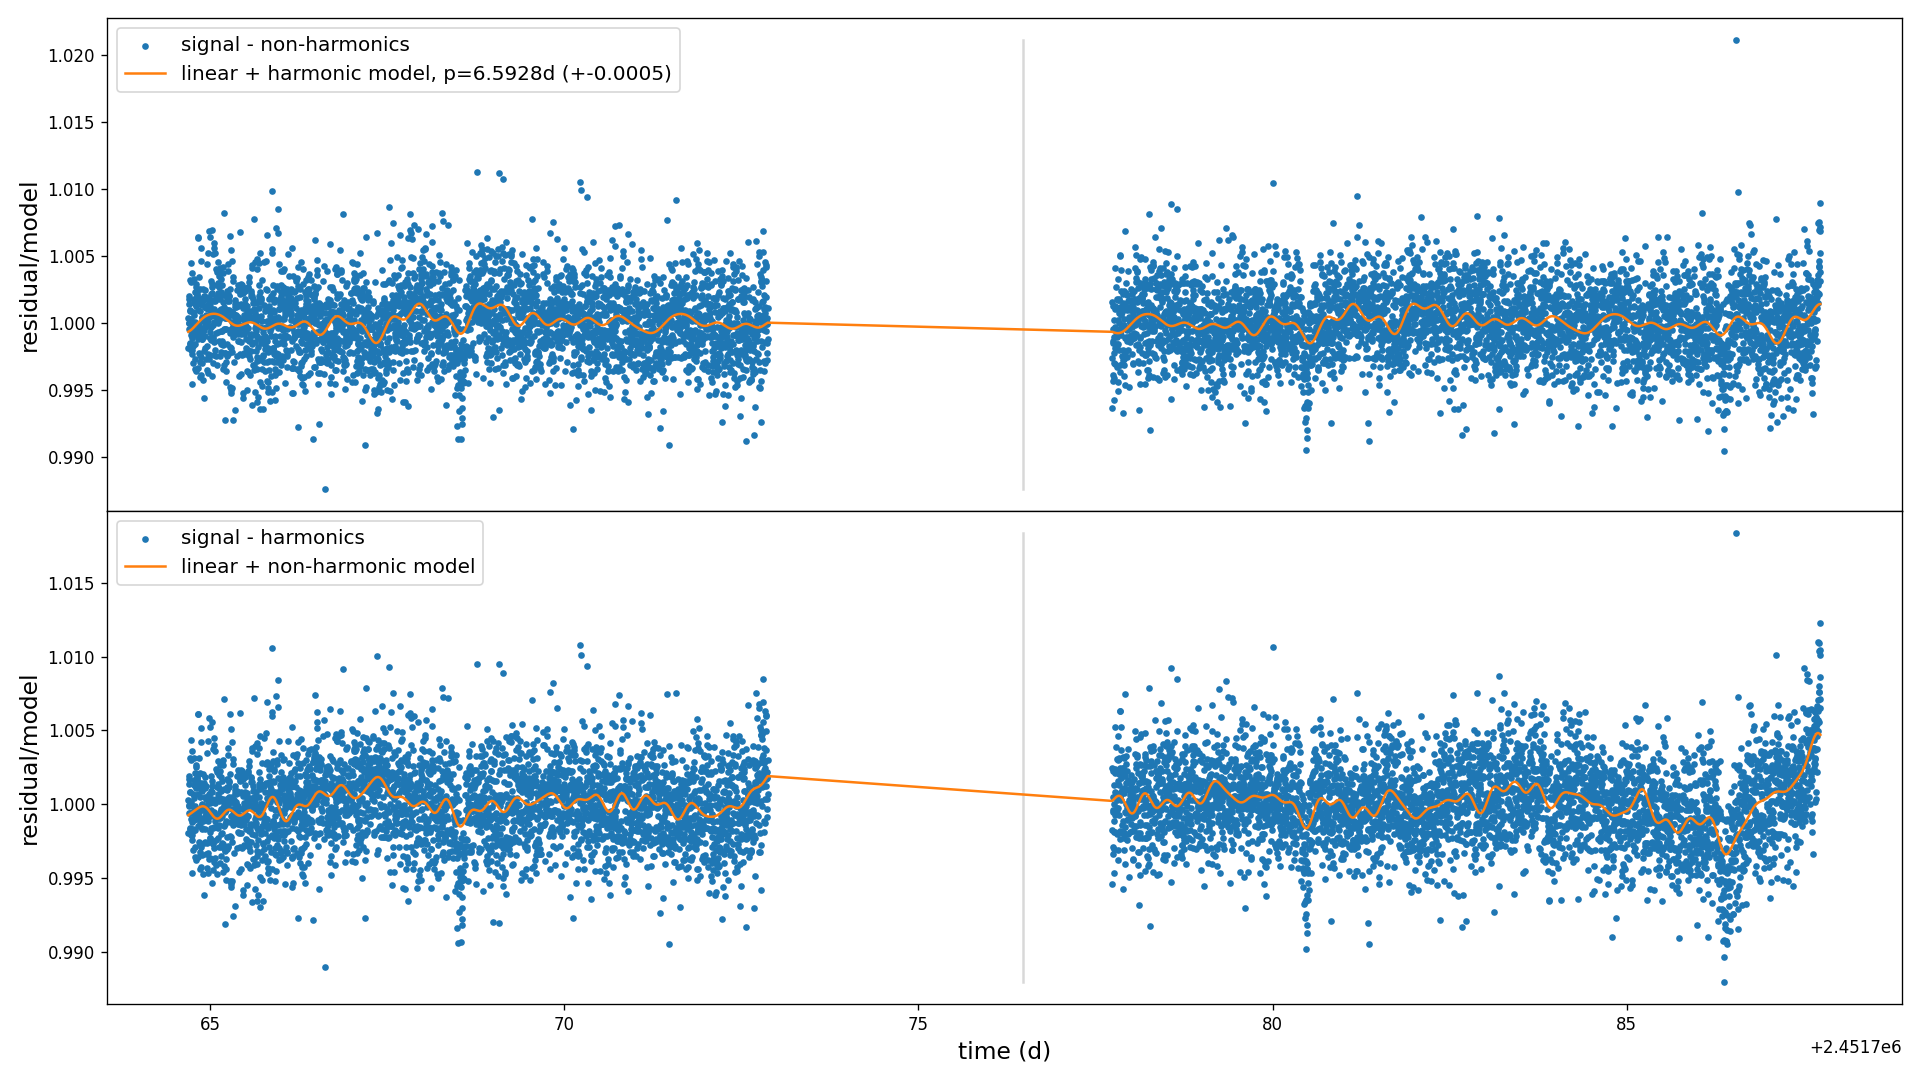 signal - non-harmonics
linear + harmonic model, p=6.5928d (+-0.0005)
1.020
1.015
1.010
1.005
1.000
0.995
0.990
residual/model
signal - harmonics
linear + non-harmonic model
1.015
1.010
1.005
1.000
0.995
0.990
residual/model
65 70 75 80 85
time (d)
+2.4517e6